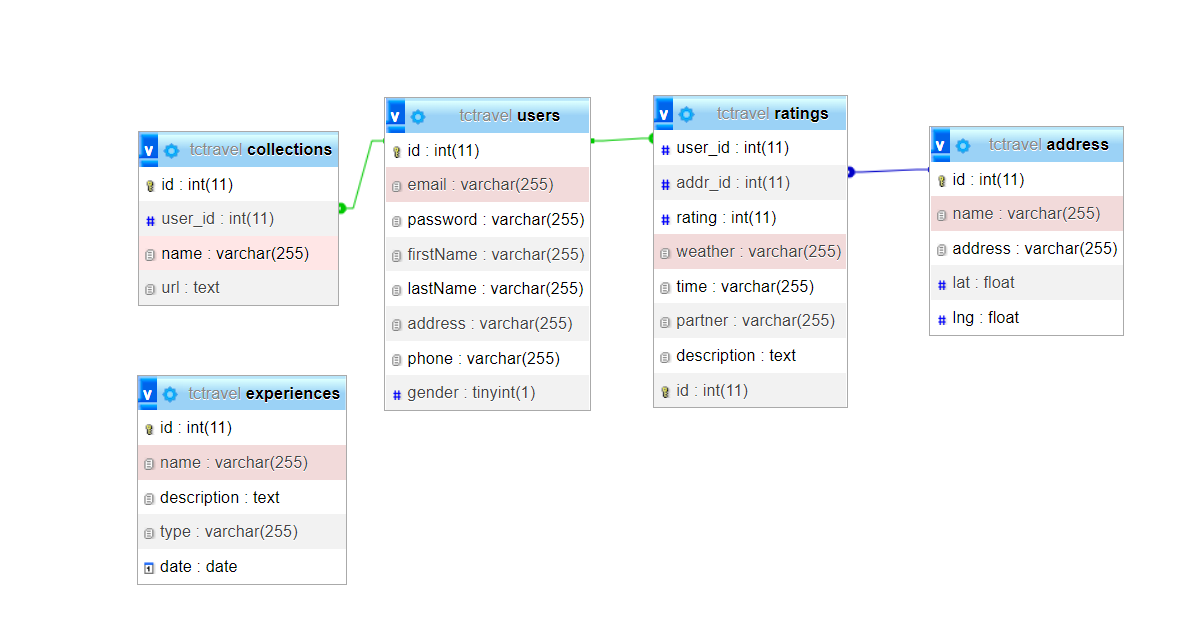 v tctravel collections
id : int(11)
user_id : int(11)
name : varchar(255)
url : text
v tctravel users
id : int(11)
email : varchar(255)
password : varchar(255)
firstName : varchar(255)
lastName : varchar(255)
address : varchar(255)
phone : varchar(255)
# gender : tinyint(1)
v tctravel ratings
# user_id : int(11)
# addr_id : int(11)
# rating : int(11)
weather : varchar(255)
time : varchar(255)
partner : varchar(255)
description : text
id : int(11)
v tctravel address
id : int(11)
name : varchar(255)
address : varchar(255)
# lat : float
# lng : float
v tctravel experiences
id : int(11)
name : varchar(255)
description : text
type : varchar(255)
date : date